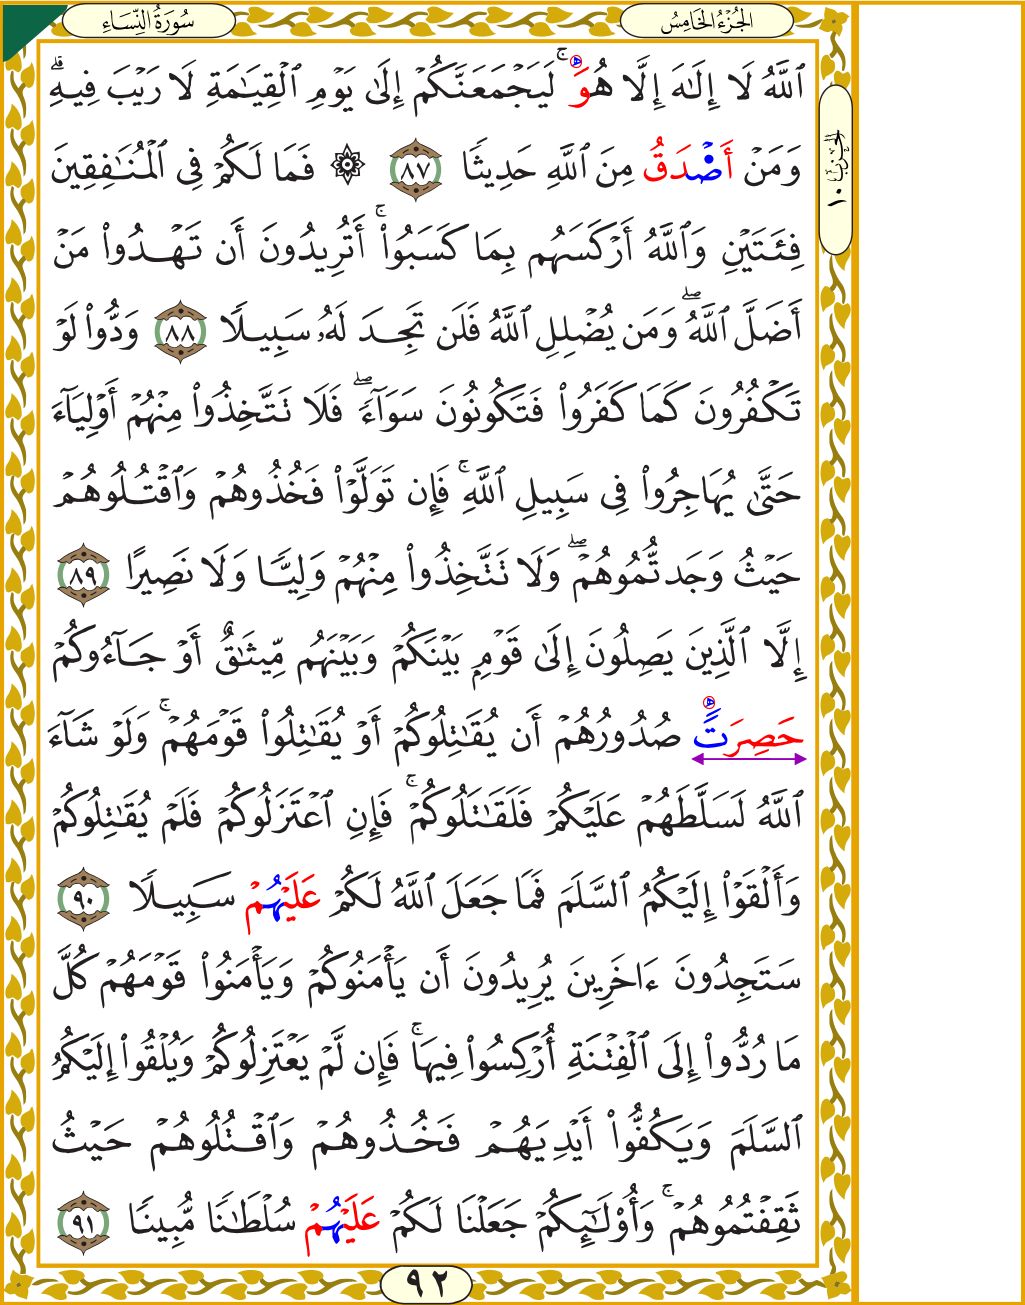 سُورَةُ النِّسَاءِ
الجُزْءُ الخَامِسُ
الحِزْبُ ١٠
ٱللَّهُ لَآ إِلَٰهَ إِلَّا هُوَۚ لَيَجۡمَعَنَّكُمۡ إِلَىٰ يَوۡمِ ٱلۡقِيَٰمَةِ لَا رَيۡبَ فِيهِۗ
وَمَنۡ أَصۡدَقُ مِنَ ٱللَّهِ حَدِيثٗا ٨٧ ۞ فَمَا لَكُمۡ فِي ٱلۡمُنَٰفِقِينَ
فِئَتَيۡنِ وَٱللَّهُ أَرۡكَسَهُم بِمَا كَسَبُوٓاْۚ أَتُرِيدُونَ أَن تَهۡدُواْ مَنۡ
أَضَلَّ ٱللَّهُۖ وَمَن يُضۡلِلِ ٱللَّهُ فَلَن تَجِدَ لَهُۥ سَبِيلٗا ٨٨ وَدُّواْ لَوۡ
تَكۡفُرُونَ كَمَا كَفَرُواْ فَتَكُونُونَ سَوَآءٗۖ فَلَا تَتَّخِذُواْ مِنۡهُمۡ أَوۡلِيَآءَ
حَتَّىٰ يُهَاجِرُواْ فِي سَبِيلِ ٱللَّهِۚ فَإِن تَوَلَّوۡاْ فَخُذُوهُمۡ وَٱقۡتُلُوهُمۡ
حَيۡثُ وَجَدتُّمُوهُمۡۖ وَلَا تَتَّخِذُواْ مِنۡهُمۡ وَلِيّٗا وَلَا نَصِيرًا ٨٩
إِلَّا ٱلَّذِينَ يَصِلُونَ إِلَىٰ قَوۡمِۭ بَيۡنَكُمۡ وَبَيۡنَهُم مِّيثَٰقٌ أَوۡ جَآءُوكُمۡ
حَصِرَتٗ صُدُورُهُمۡ أَن يُقَٰتِلُوكُمۡ أَوۡ يُقَٰتِلُواْ قَوۡمَهُمۡۚ وَلَوۡ شَآءَ
ٱللَّهُ لَسَلَّطَهُمۡ عَلَيۡكُمۡ فَلَقَٰتَلُوكُمۡۚ فَإِنِ ٱعۡتَزَلُوكُمۡ فَلَمۡ يُقَٰتِلُوكُمۡ
وَأَلۡقَوۡاْ إِلَيۡكُمُ ٱلسَّلَمَ فَمَا جَعَلَ ٱللَّهُ لَكُمۡ عَلَيۡهُمۡ سَبِيلٗا ٩٠
سَتَجِدُونَ ءَاخَرِينَ يُرِيدُونَ أَن يَأۡمَنُوكُمۡ وَيَأۡمَنُواْ قَوۡمَهُمۡ كُلَّ
مَا رُدُّوٓاْ إِلَى ٱلۡفِتۡنَةِ أُرۡكِسُواْ فِيهَاۚ فَإِن لَّمۡ يَعۡتَزِلُوكُمۡ وَيُلۡقُوٓاْ إِلَيۡكُمُ
ٱلسَّلَمَ وَيَكُفُّوٓاْ أَيۡدِيَهُمۡ فَخُذُوهُمۡ وَٱقۡتُلُوهُمۡ حَيۡثُ
ثَقِفۡتُمُوهُمۡۚ وَأُوْلَٰٓئِكُمۡ جَعَلۡنَا لَكُمۡ عَلَيۡهُمۡ سُلۡطَٰنٗا مُّبِينٗا ٩١
٩٢